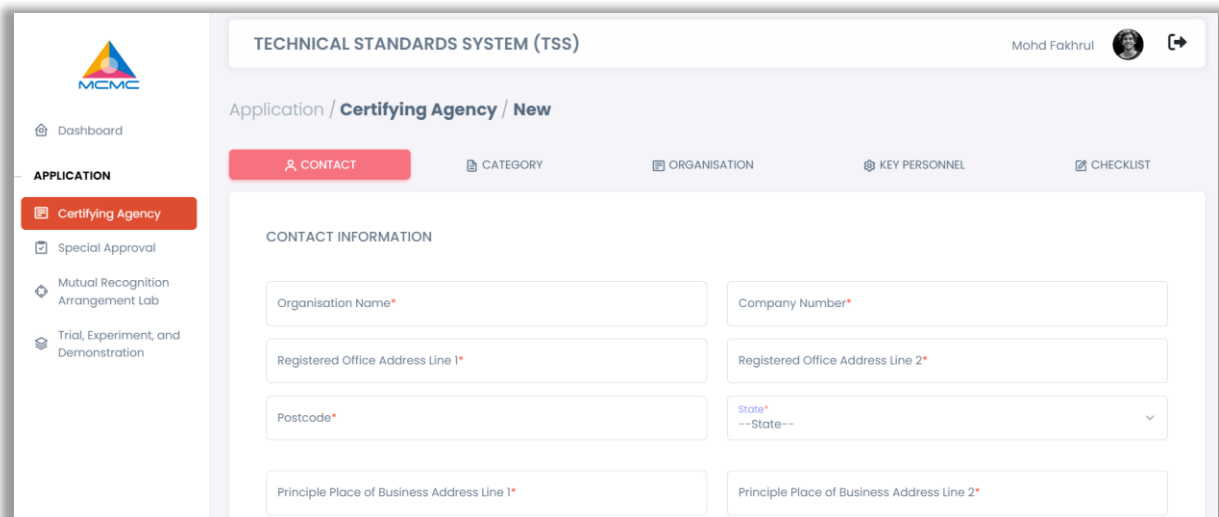 MCMC
Dashboard
APPLICATION
Certifying Agency
Special Approval
Mutual Recognition
Arrangement Lab
Trial, Experiment, and
Demonstration
TECHNICAL STANDARDS SYSTEM (TSS)
Mohd Fakhrul
Application / Certifying Agency / New
CONTACT
CATEGORY
ORGANISATION
KEY PERSONNEL
CHECKLIST
CONTACT INFORMATION
Organisation Name*
Company Number*
Registered Office Address Line 1*
Registered Office Address Line 2*
Postcode*
State*
--State--
Principle Place of Business Address Line 1*
Principle Place of Business Address Line 2*